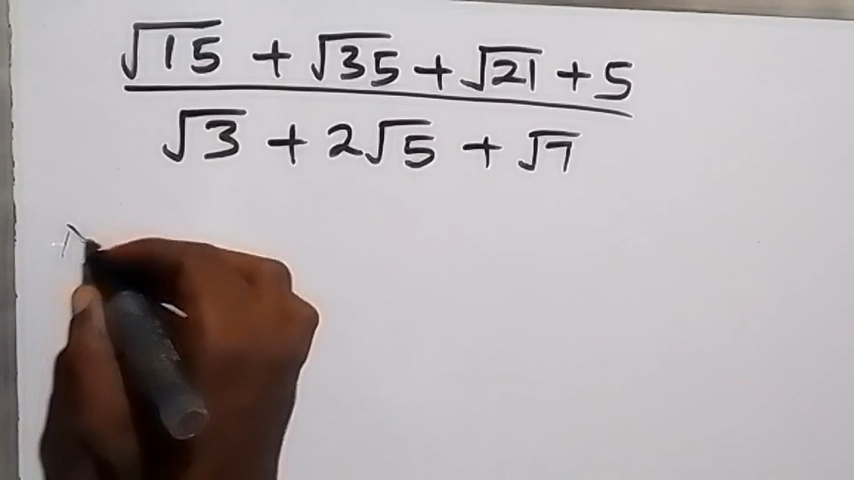 √15 + √35 + √21 + 5
√3 + 2√5 + √7